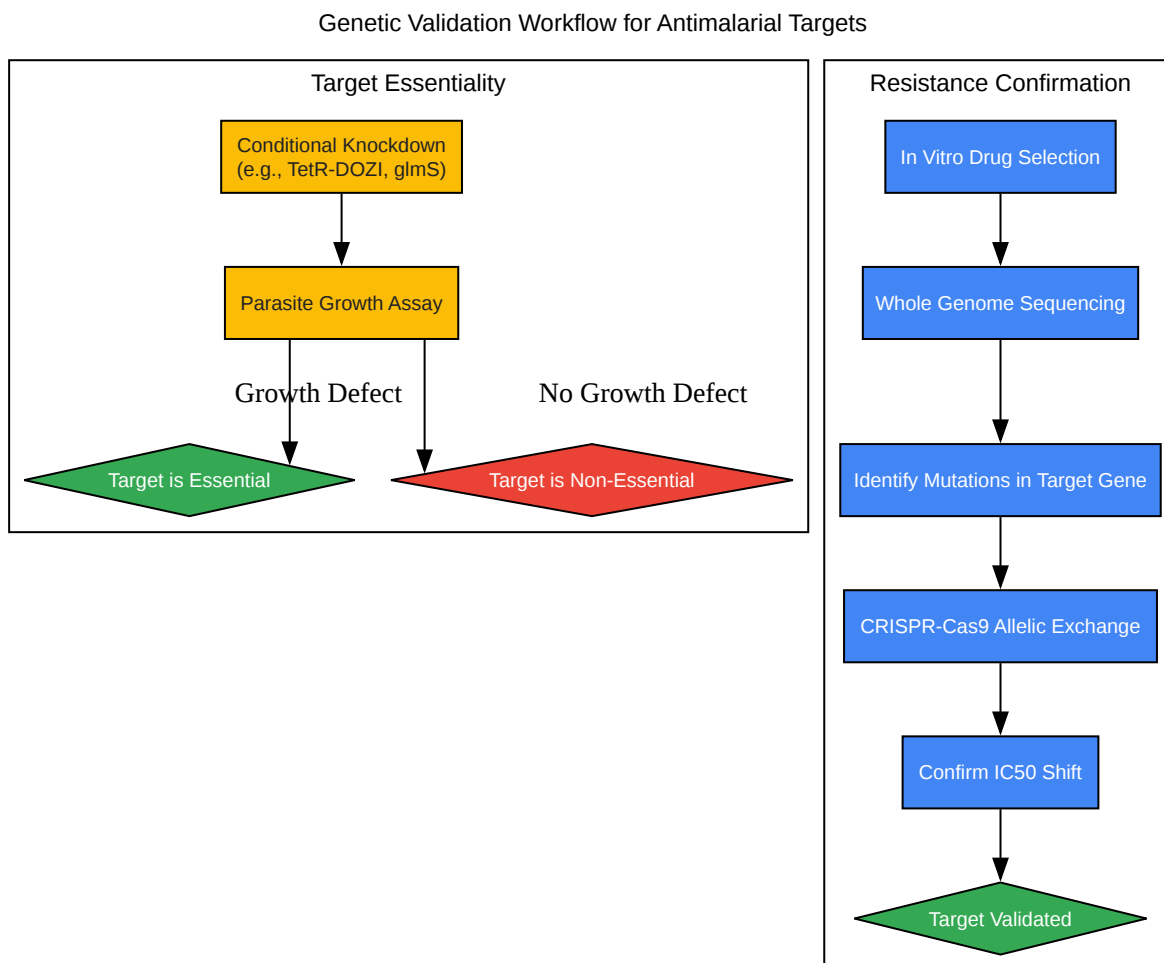 Genetic Validation Workflow for Antimalarial Targets
Target Essentiality
Conditional Knockdown
(e.g., TetR-DOZI, glmS)
Parasite Growth Assay
Growth Defect
No Growth Defect
Target is Essential
Target is Non-Essential
Resistance Confirmation
In Vitro Drug Selection
Whole Genome Sequencing
Identify Mutations in Target Gene
CRISPR-Cas9 Allelic Exchange
Confirm IC50 Shift
Target Validated